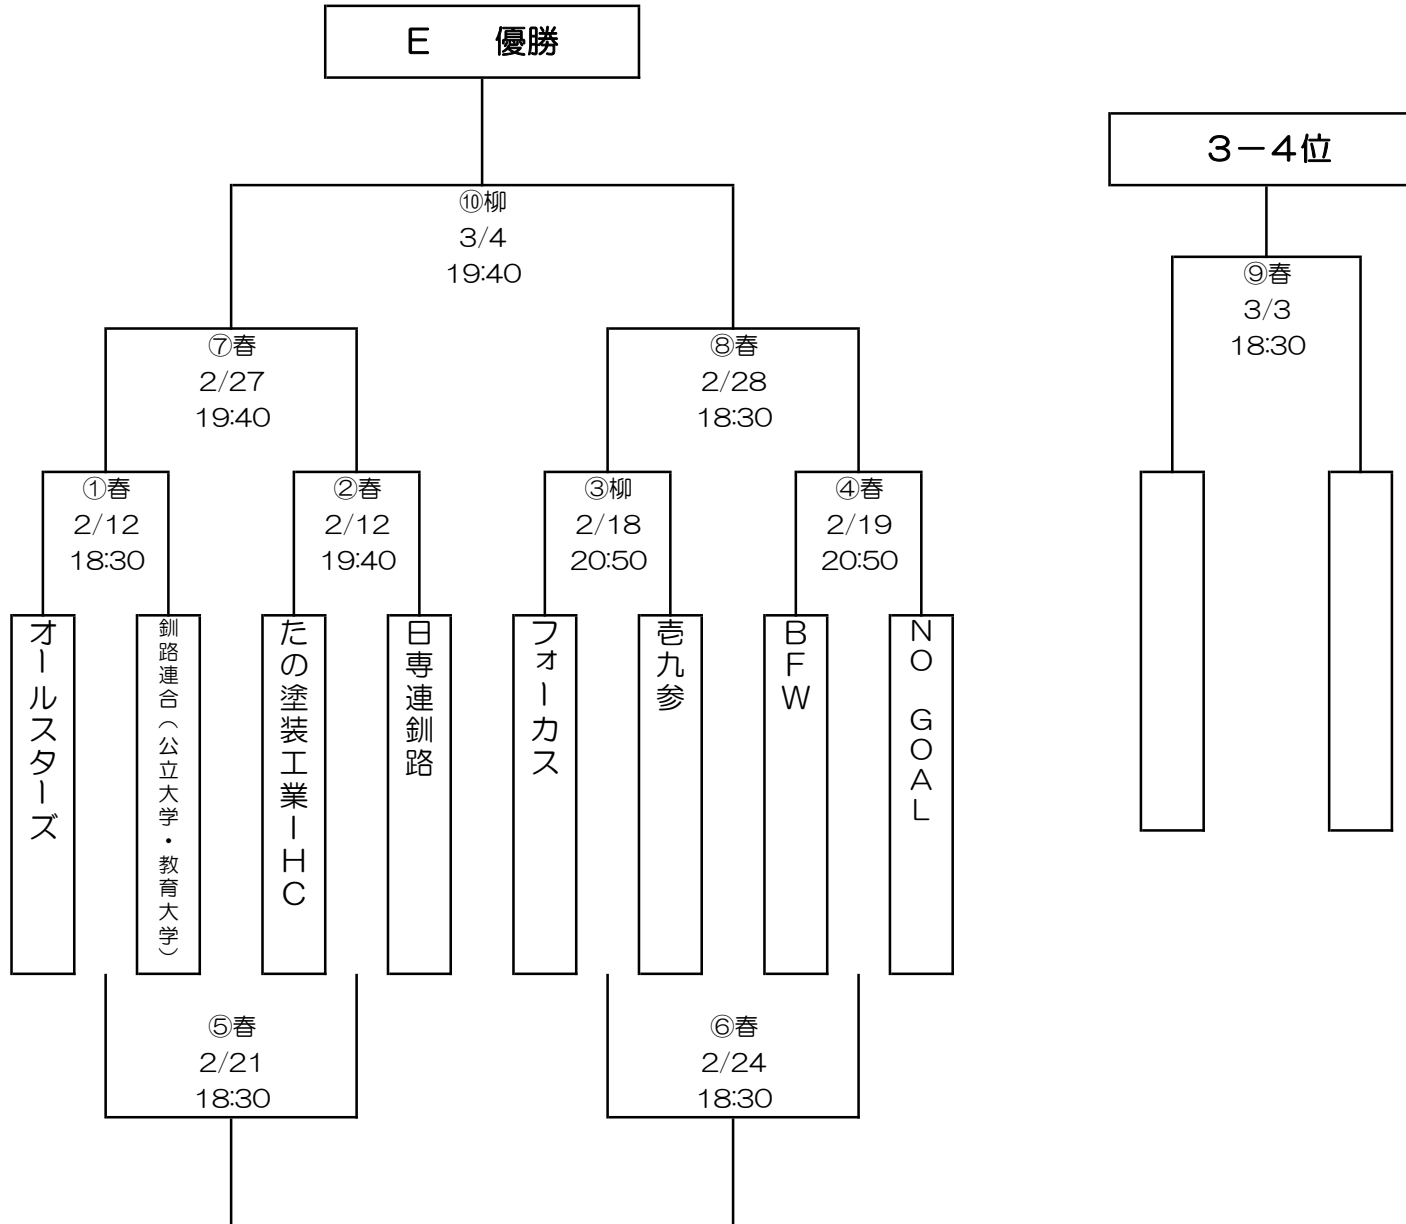 E　優勝
3-4位
⑩柳
3/4
19:40
⑨春
3/3
18:30
⑦春
2/27
19:40
⑧春
2/28
18:30
①春
2/12
18:30
②春
2/12
19:40
③柳
2/18
20:50
④春
2/19
20:50
オールスターズ
釧路連合(公立大学・教育大学)
たの塗装工業IHC
日専連釧路
フォーカス
壱九参
BFW
NO GOAL
⑤春
2/21
18:30
⑥春
2/24
18:30